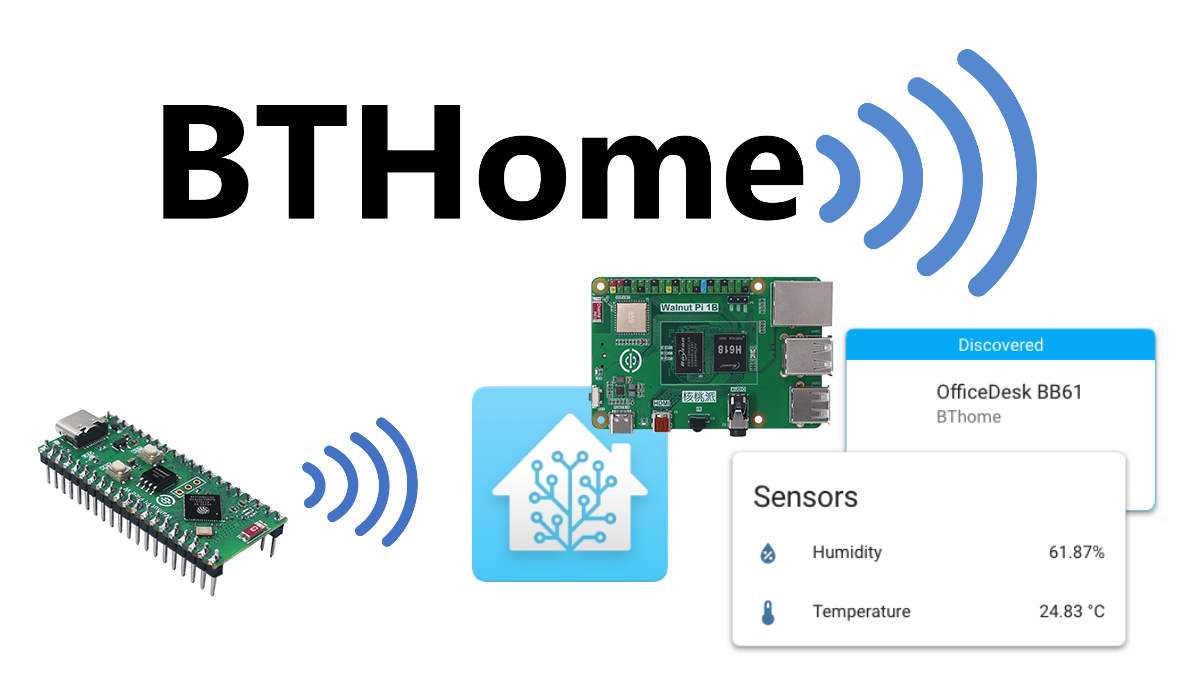 BTHome
Walnut Pi 1B
H618
核桃派
HDMI
AUDIO
Discovered
OfficeDesk BB61
BThome
Sensors
Humidity 61.87%
Temperature 24.83 °C